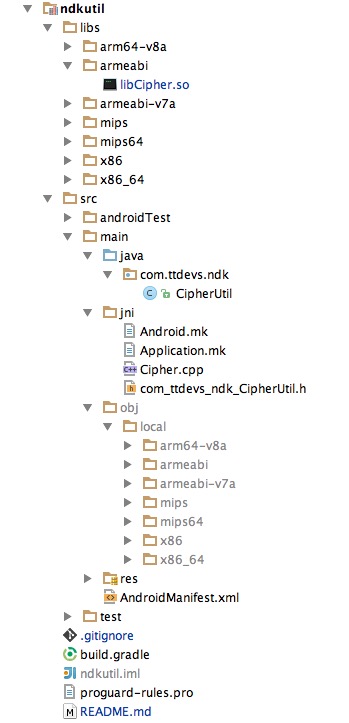 ndkutil
libs
arm64-v8a
armeabi
libCipher.so
armeabi-v7a
mips
mips64
x86
x86_64
src
androidTest
main
java
com.ttdevs.ndk
C CipherUtil
jni
Android.mk
Application.mk
C++ Cipher.cpp
h com_ttdevs_ndk_CipherUtil.h
obj
local
arm64-v8a
armeabi
armeabi-v7a
mips
mips64
x86
x86_64
res
AndroidManifest.xml
test
.gitignore
build.gradle
ndkutil.iml
proguard-rules.pro
M README.md